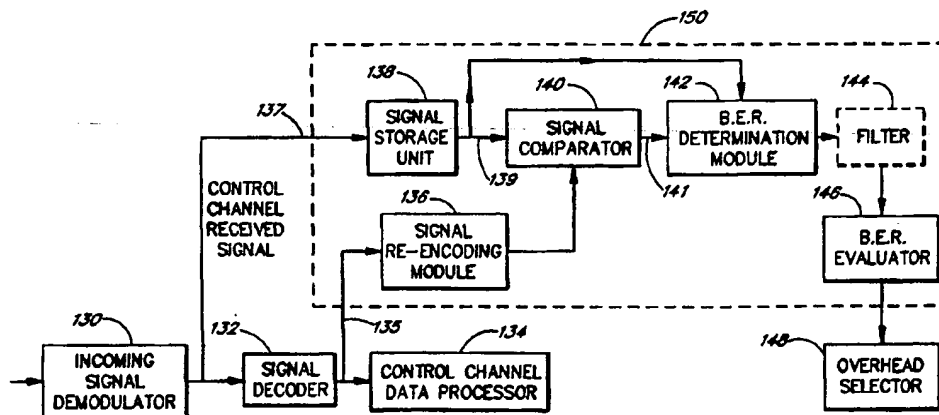 150
138
SIGNAL
STORAGE
UNIT
140
SIGNAL
COMPARATOR
142
B.E.R.
DETERMINATION
MODULE
144
FILTER
137
139
141
CONTROL
CHANNEL
RECEIVED
SIGNAL
136
SIGNAL
RE-ENCODING
MODULE
146
B.E.R.
EVALUATOR
130
INCOMING
SIGNAL
DEMODULATOR
132
SIGNAL
DECODER
135
134
CONTROL CHANNEL
DATA PROCESSOR
148
OVERHEAD
SELECTOR